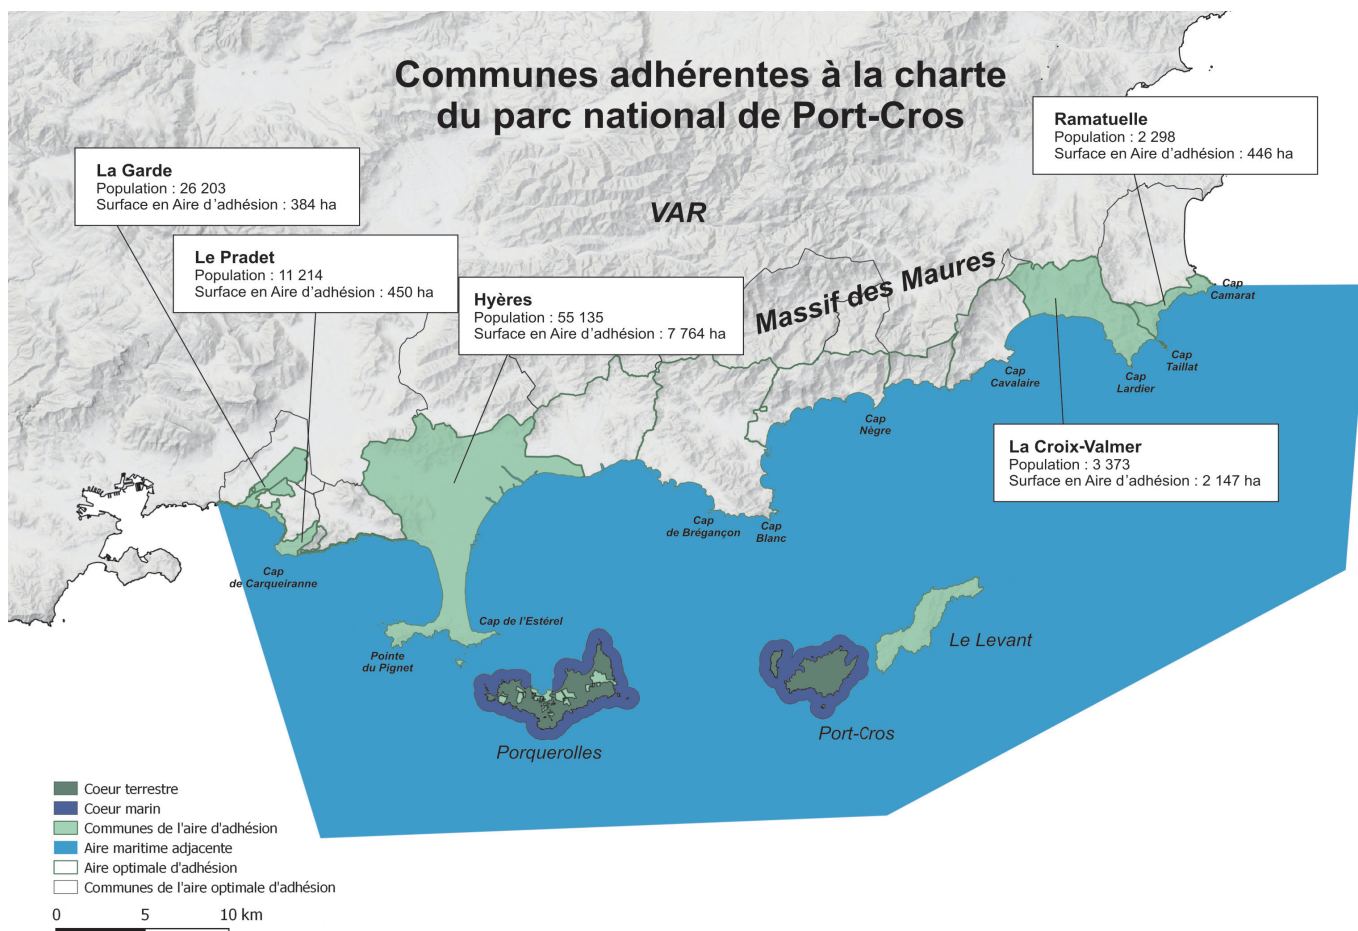 Communes adhérentes à la charte
du parc national de Port-Cros
Ramatuelle
Population : 2 298
Surface en Aire d'adhésion : 446 ha
La Garde
Population : 26 203
Surface en Aire d'adhésion : 384 ha
VAR
Le Pradet
Population : 11 214
Surface en Aire d'adhésion : 450 ha
Hyères
Population : 55 135
Surface en Aire d'adhésion : 7 764 ha
Massif des Maures
Cap
Camarat
Cap
Taillat
Cap
Lardier
Cap
Cavalaire
Cap
Nègre
La Croix-Valmer
Population : 3 373
Surface en Aire d'adhésion : 2 147 ha
Cap
de Brégançon
Cap
Blanc
Cap
de Carqueiranne
Cap de l'Estérel
Pointe
du Pignet
Le Levant
Port-Cros
Porquerolles
Coeur terrestre
Coeur marin
Communes de l'aire d'adhésion
Aire maritime adjacente
Aire optimale d'adhésion
Communes de l'aire optimale d'adhésion
0 5 10 km